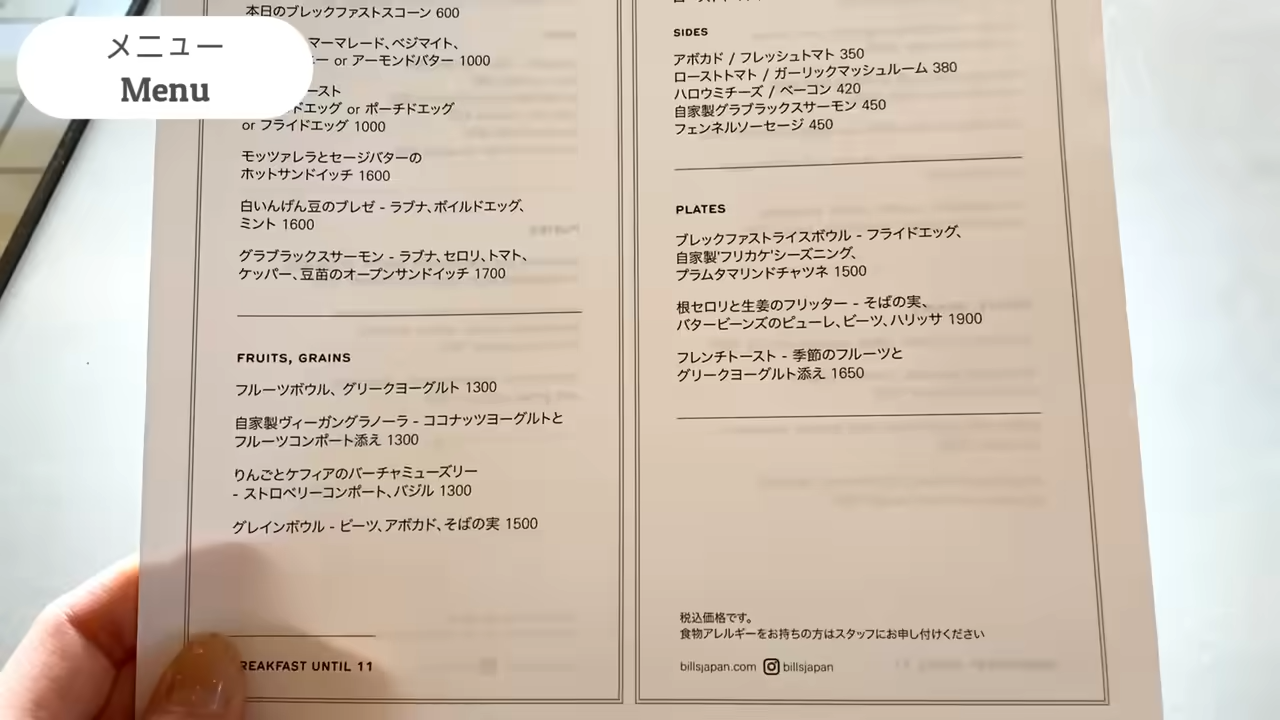 メニュー
Menu
本日のブレックファストスコーン 600
マーマレード、ベジマイト、
ー or アーモンドバター 1000
ースト
ドエッグ or ポーチドエッグ
or フライドエッグ 1000
モッツァレラとセージバターの
ホットサンドイッチ 1600
白いんげん豆のブレゼ - ラブナ、ボイルドエッグ、
ミント 1600
グラブラックスサーモン - ラブナ、セロリ、トマト、
ケッパー、豆苗のオープンサンドイッチ 1700
FRUITS, GRAINS
フルーツボウル、グリークヨーグルト 1300
自家製ヴィーガングラノーラ - ココナッツヨーグルトと
フルーツコンポート添え 1300
りんごとケフィアのバーチャミューズリー
- ストロベリーコンポート、バジル 1300
グレインボウル - ビーツ、アボカド、そばの実 1500
REAKFAST UNTIL 11
SIDES
アボカド / フレッシュトマト 350
ローストトマト / ガーリックマッシュルーム 380
ハロウミチーズ / ベーコン 420
自家製グラブラックスサーモン 450
フェンネルソーセージ 450
PLATES
ブレックファストライスボウル - フライドエッグ、
自家製'フリカケ'シーズニング、
プラムタマリンドチャツネ 1500
根セロリと生姜のフリッター - そばの実、
バタービーンズのピューレ、ビーツ、ハリッサ 1900
フレンチトースト - 季節のフルーツと
グリークヨーグルト添え 1650
税込価格です。
食物アレルギーをお持ちの方はスタッフにお申し付けください
billsjapan.com billsjapan